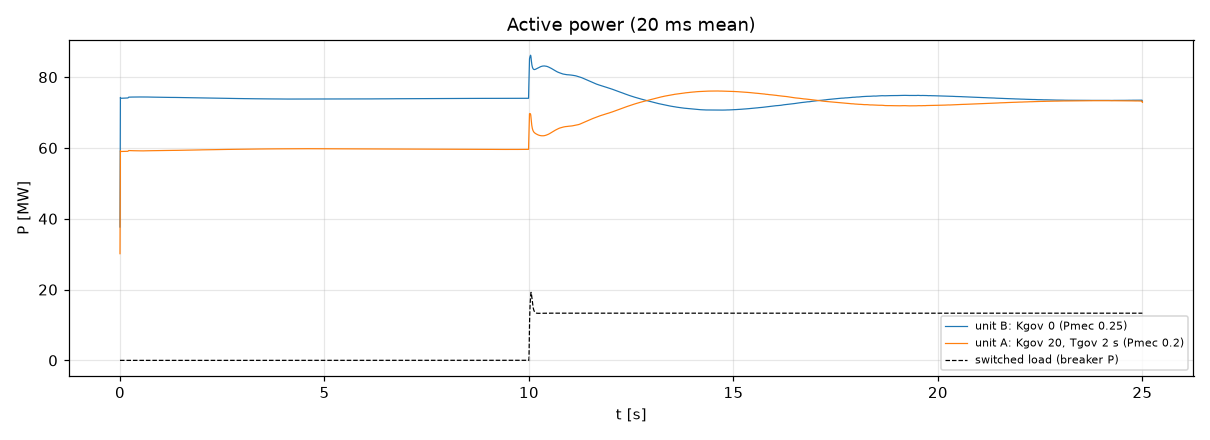 Active power (20 ms mean)
P [MW]
80
60
40
20
0
unit B: Kgov 0 (Pmec 0.25)
unit A: Kgov 20, Tgov 2 s (Pmec 0.2)
switched load (breaker P)
0
5
10
15
20
25
t [s]